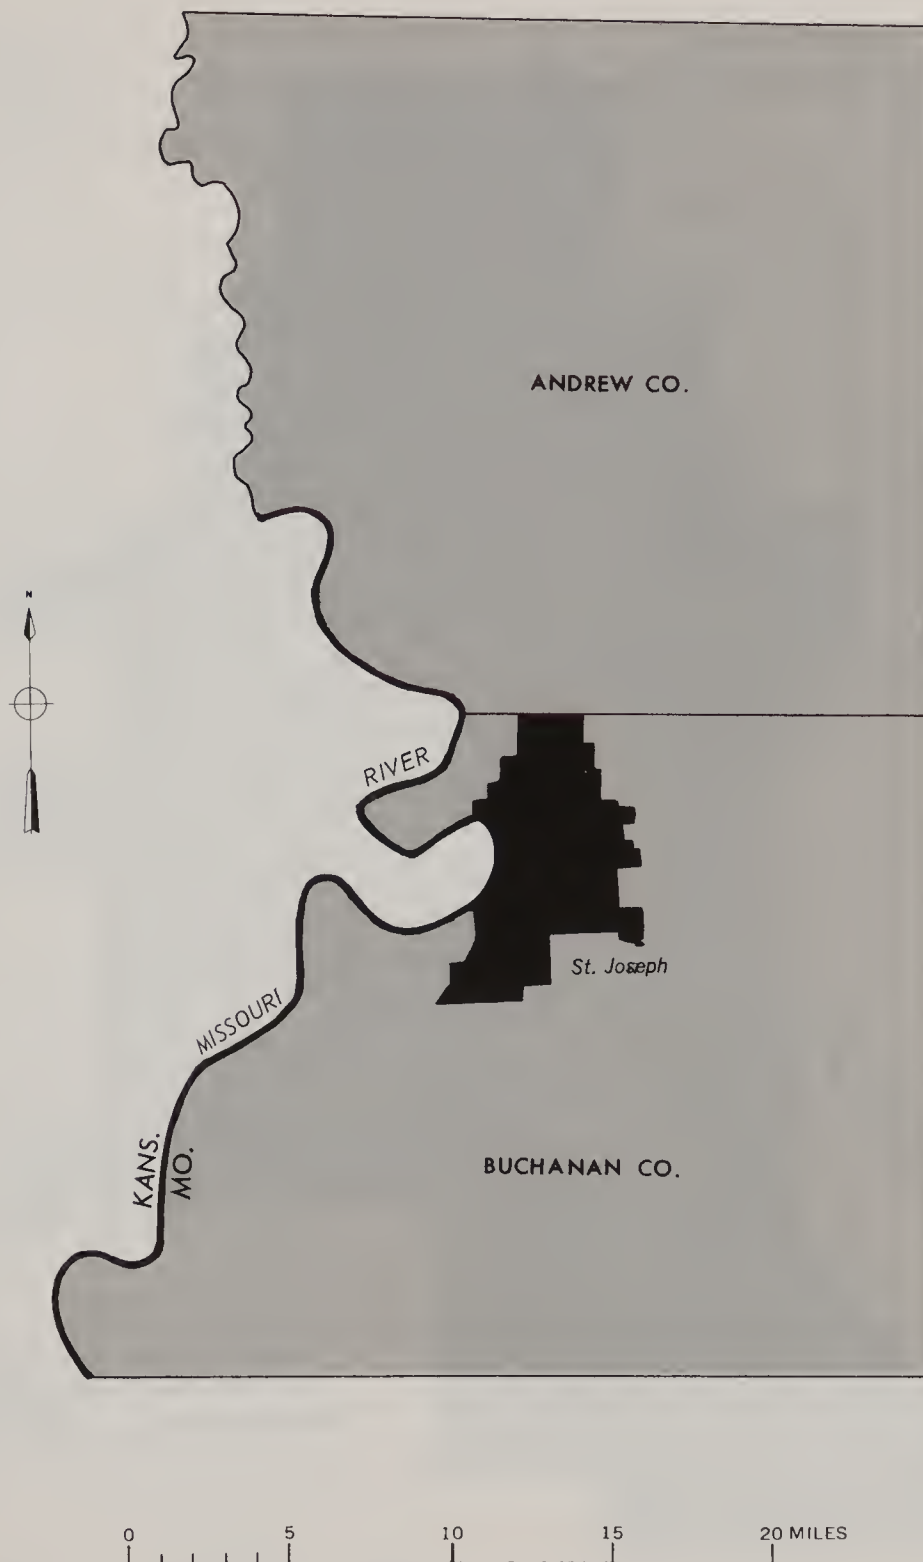 ANDREW CO.
N
RIVER
St. Joseph
MISSOURI
KANS.
MO.
BUCHANAN CO.
0 5 10 15 20 MILES